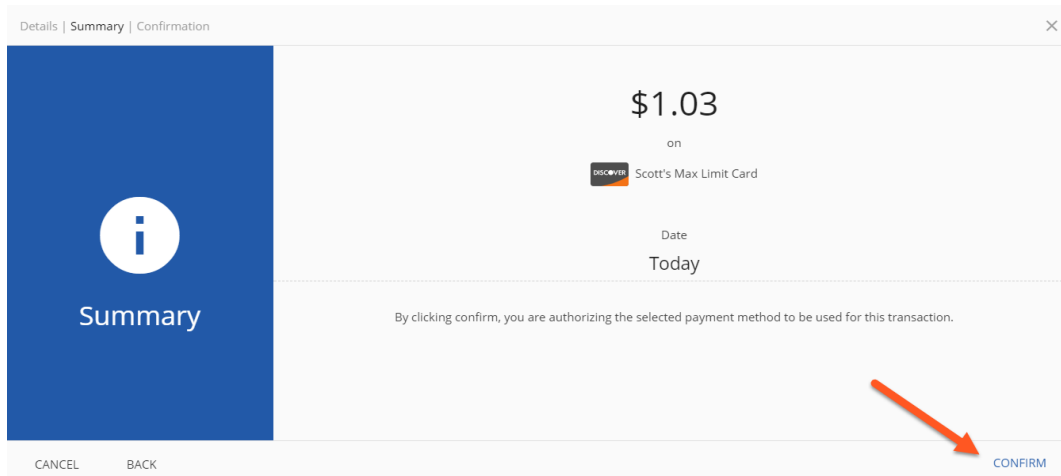 Details | Summary | Confirmation
$1.03
on
DISCOVER Scott's Max Limit Card
Date
Today
Summary
By clicking confirm, you are authorizing the selected payment method to be used for this transaction.
CANCEL BACK CONFIRM